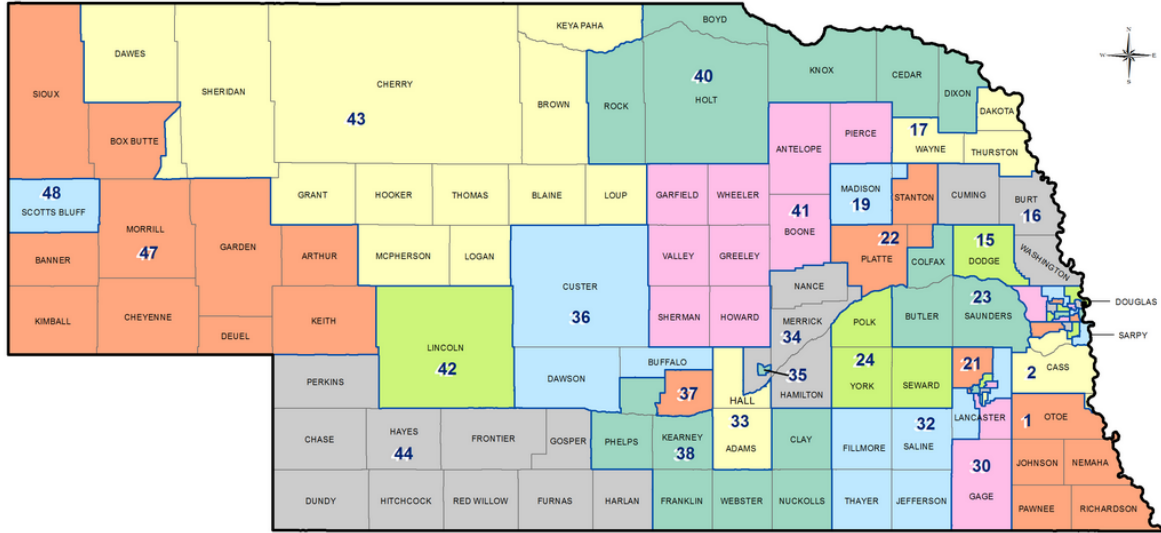 BOYD
KEYA PAHA
N
W E
S
DAWES
SIOUX
SHERIDAN
CHERRY
43
BROWN
ROCK
40
HOLT
KNOX
CEDAR
DIXON
DAKOTA
BOX BUTTE
ANTELOPE
PIERCE
17
WAYNE
THURSTON
48
SCOTTS BLUFF
GRANT
HOOKER
THOMAS
BLAINE
LOUP
GARFIELD
WHEELER
41
BOONE
MADISON
19
STANTON
CUMING
BURT
16
MORRILL
47
GARDEN
BANNER
ARTHUR
MCPHERSON
LOGAN
VALLEY
GREELEY
22
PLATTE
COLFAX
15
DODGE
WASHINGTON
CUSTER
36
NANCE
KIMBALL
CHEYENNE
DEUEL
KEITH
SHERMAN
HOWARD
MERRICK
34
POLK
BUTLER
23
SAUNDERS
DOUGLAS
SARPY
LINCOLN
42
BUFFALO
DAWSON
35
24
YORK
SEWARD
21
2
CASS
PERKINS
37
HALL
HAMILTON
LANCASTER
1
OTOE
CHASE
HAYES
44
FRONTIER
GOSPER
PHELPS
KEARNEY
38
33
ADAMS
CLAY
FILLMORE
32
SALINE
30
GAGE
JOHNSON
NEMAHA
DUNDY
HITCHCOCK
RED WILLOW
FURNAS
HARLAN
FRANKLIN
WEBSTER
NUCKOLLS
THAYER
JEFFERSON
PAWNEE
RICHARDSON